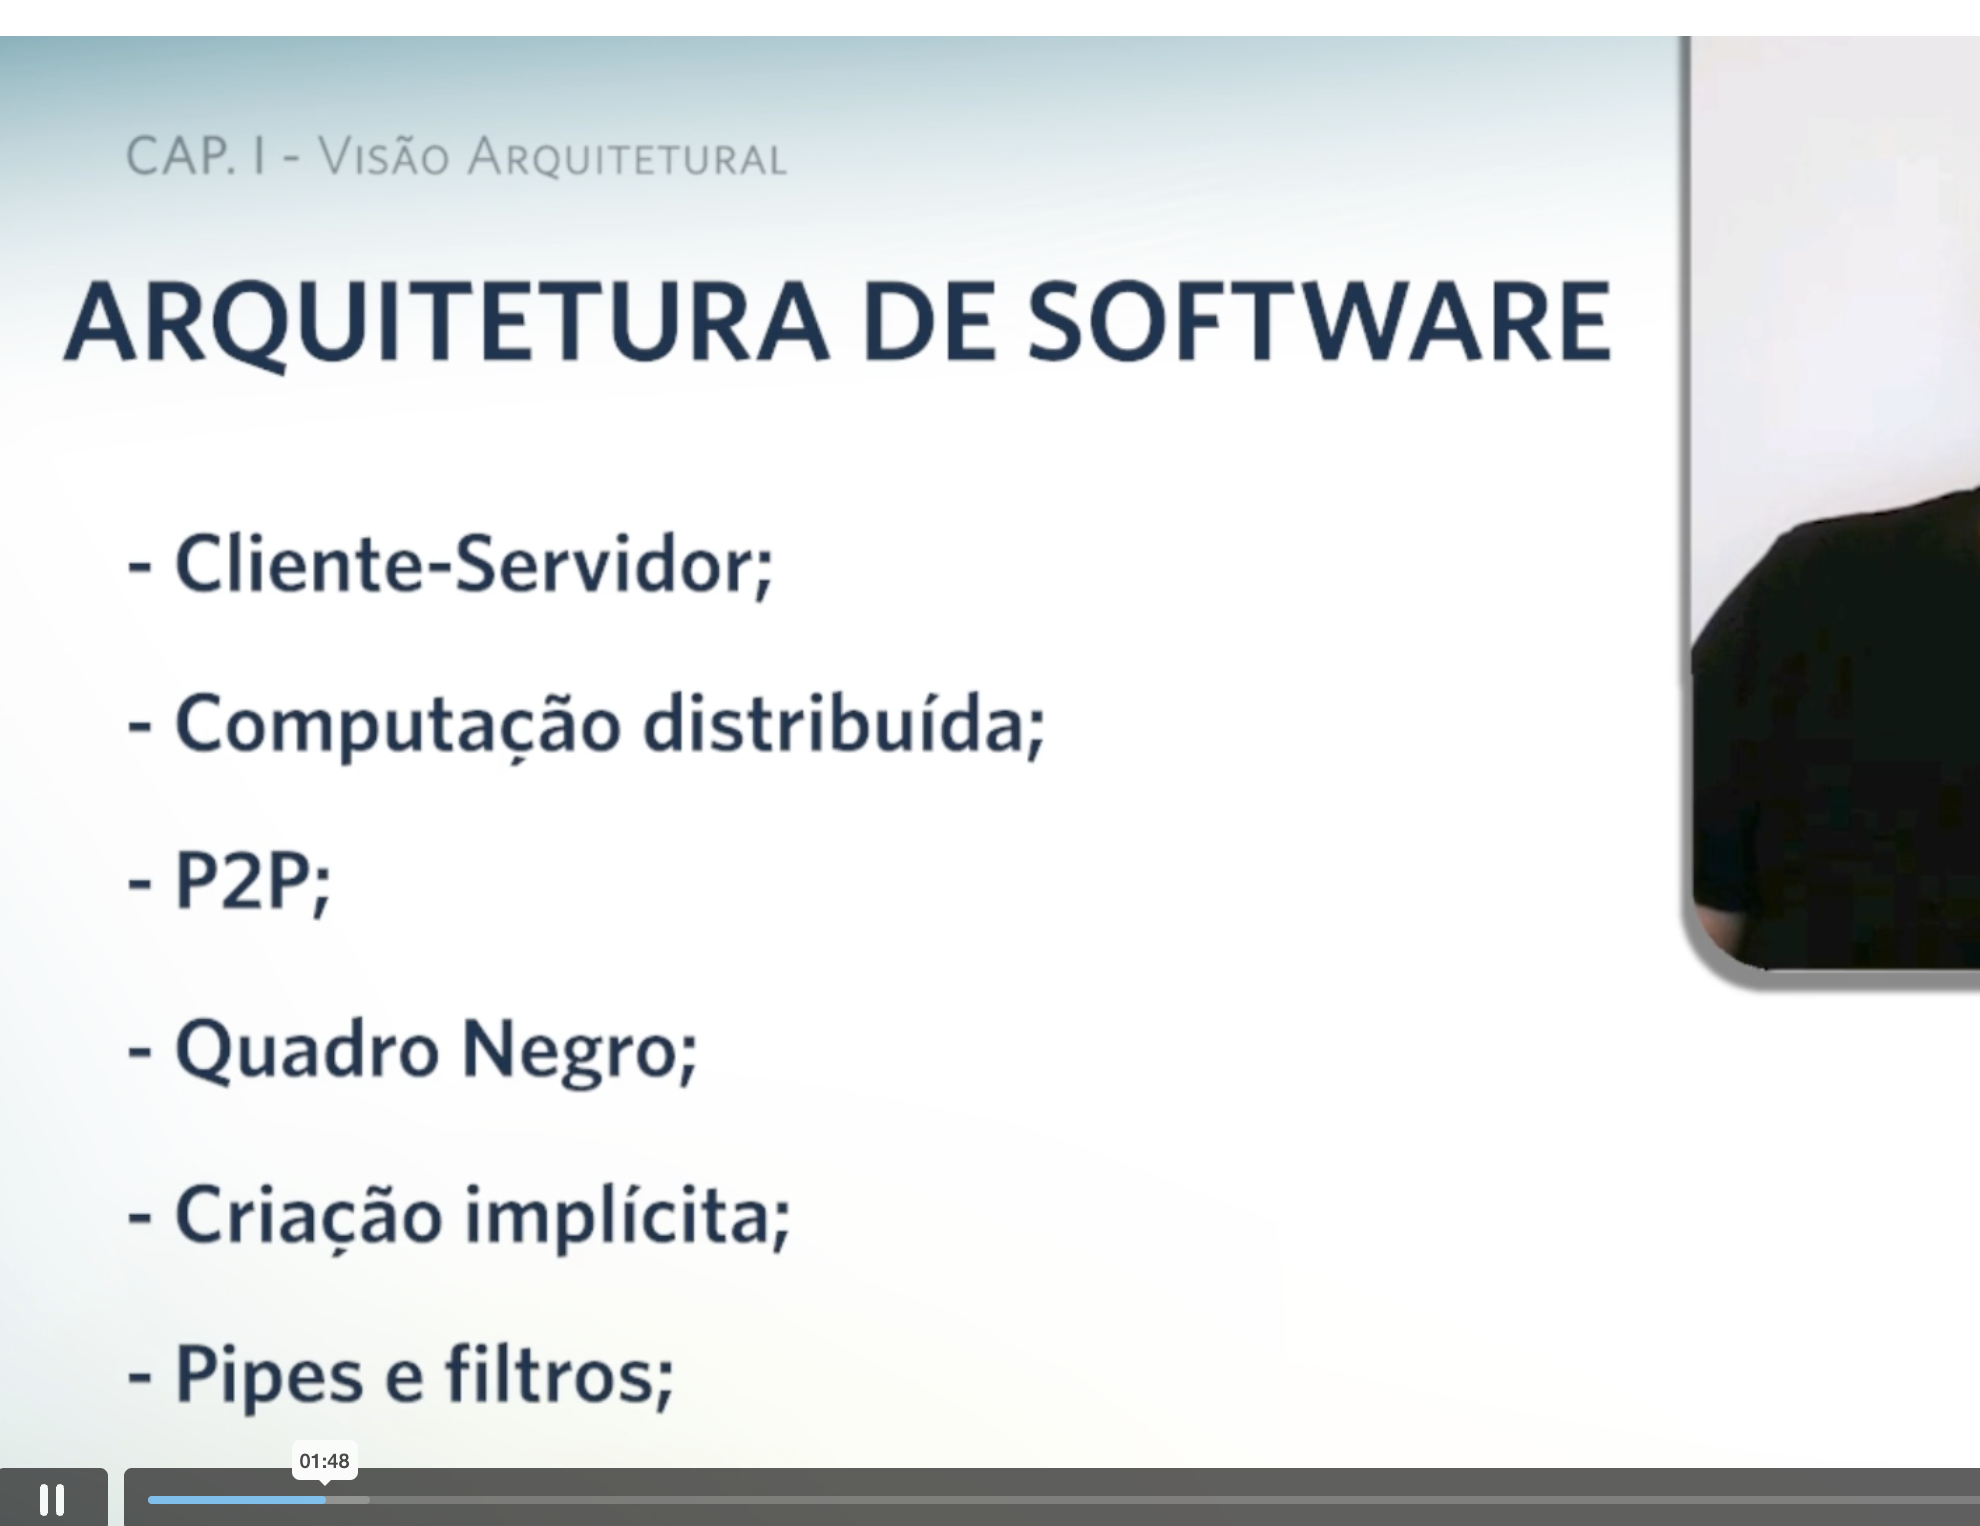 CAP. I - Visão Arquitetural
ARQUITETURA DE SOFTWARE
- Cliente-Servidor;
- Computação distribuída;
- P2P;
- Quadro Negro;
- Criação implícita;
- Pipes e filtros;
01:48